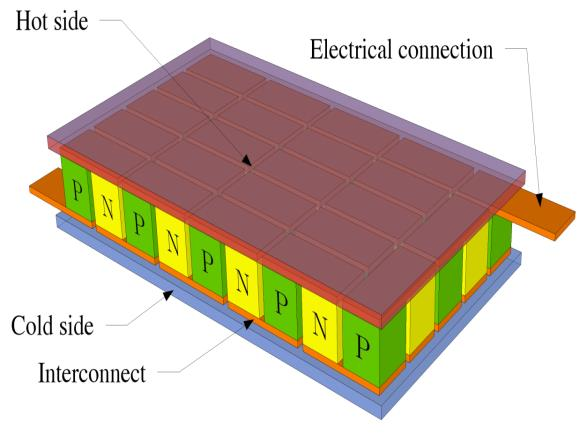 Hot side
Electrical connection
P N P N P N P N P
Cold side
Interconnect